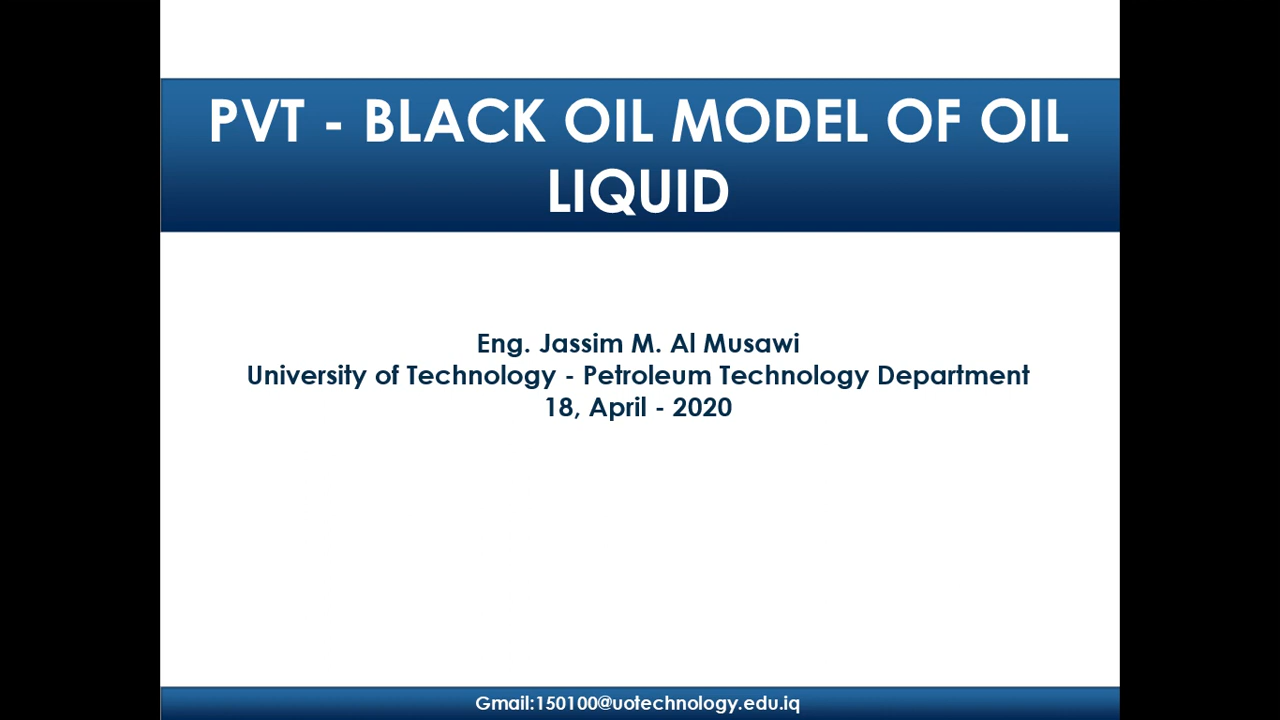 PVT - BLACK OIL MODEL OF OIL
LIQUID
Eng. Jassim M. Al Musawi
University of Technology - Petroleum Technology Department
18, April - 2020
Gmail:150100@uotechnology.edu.iq